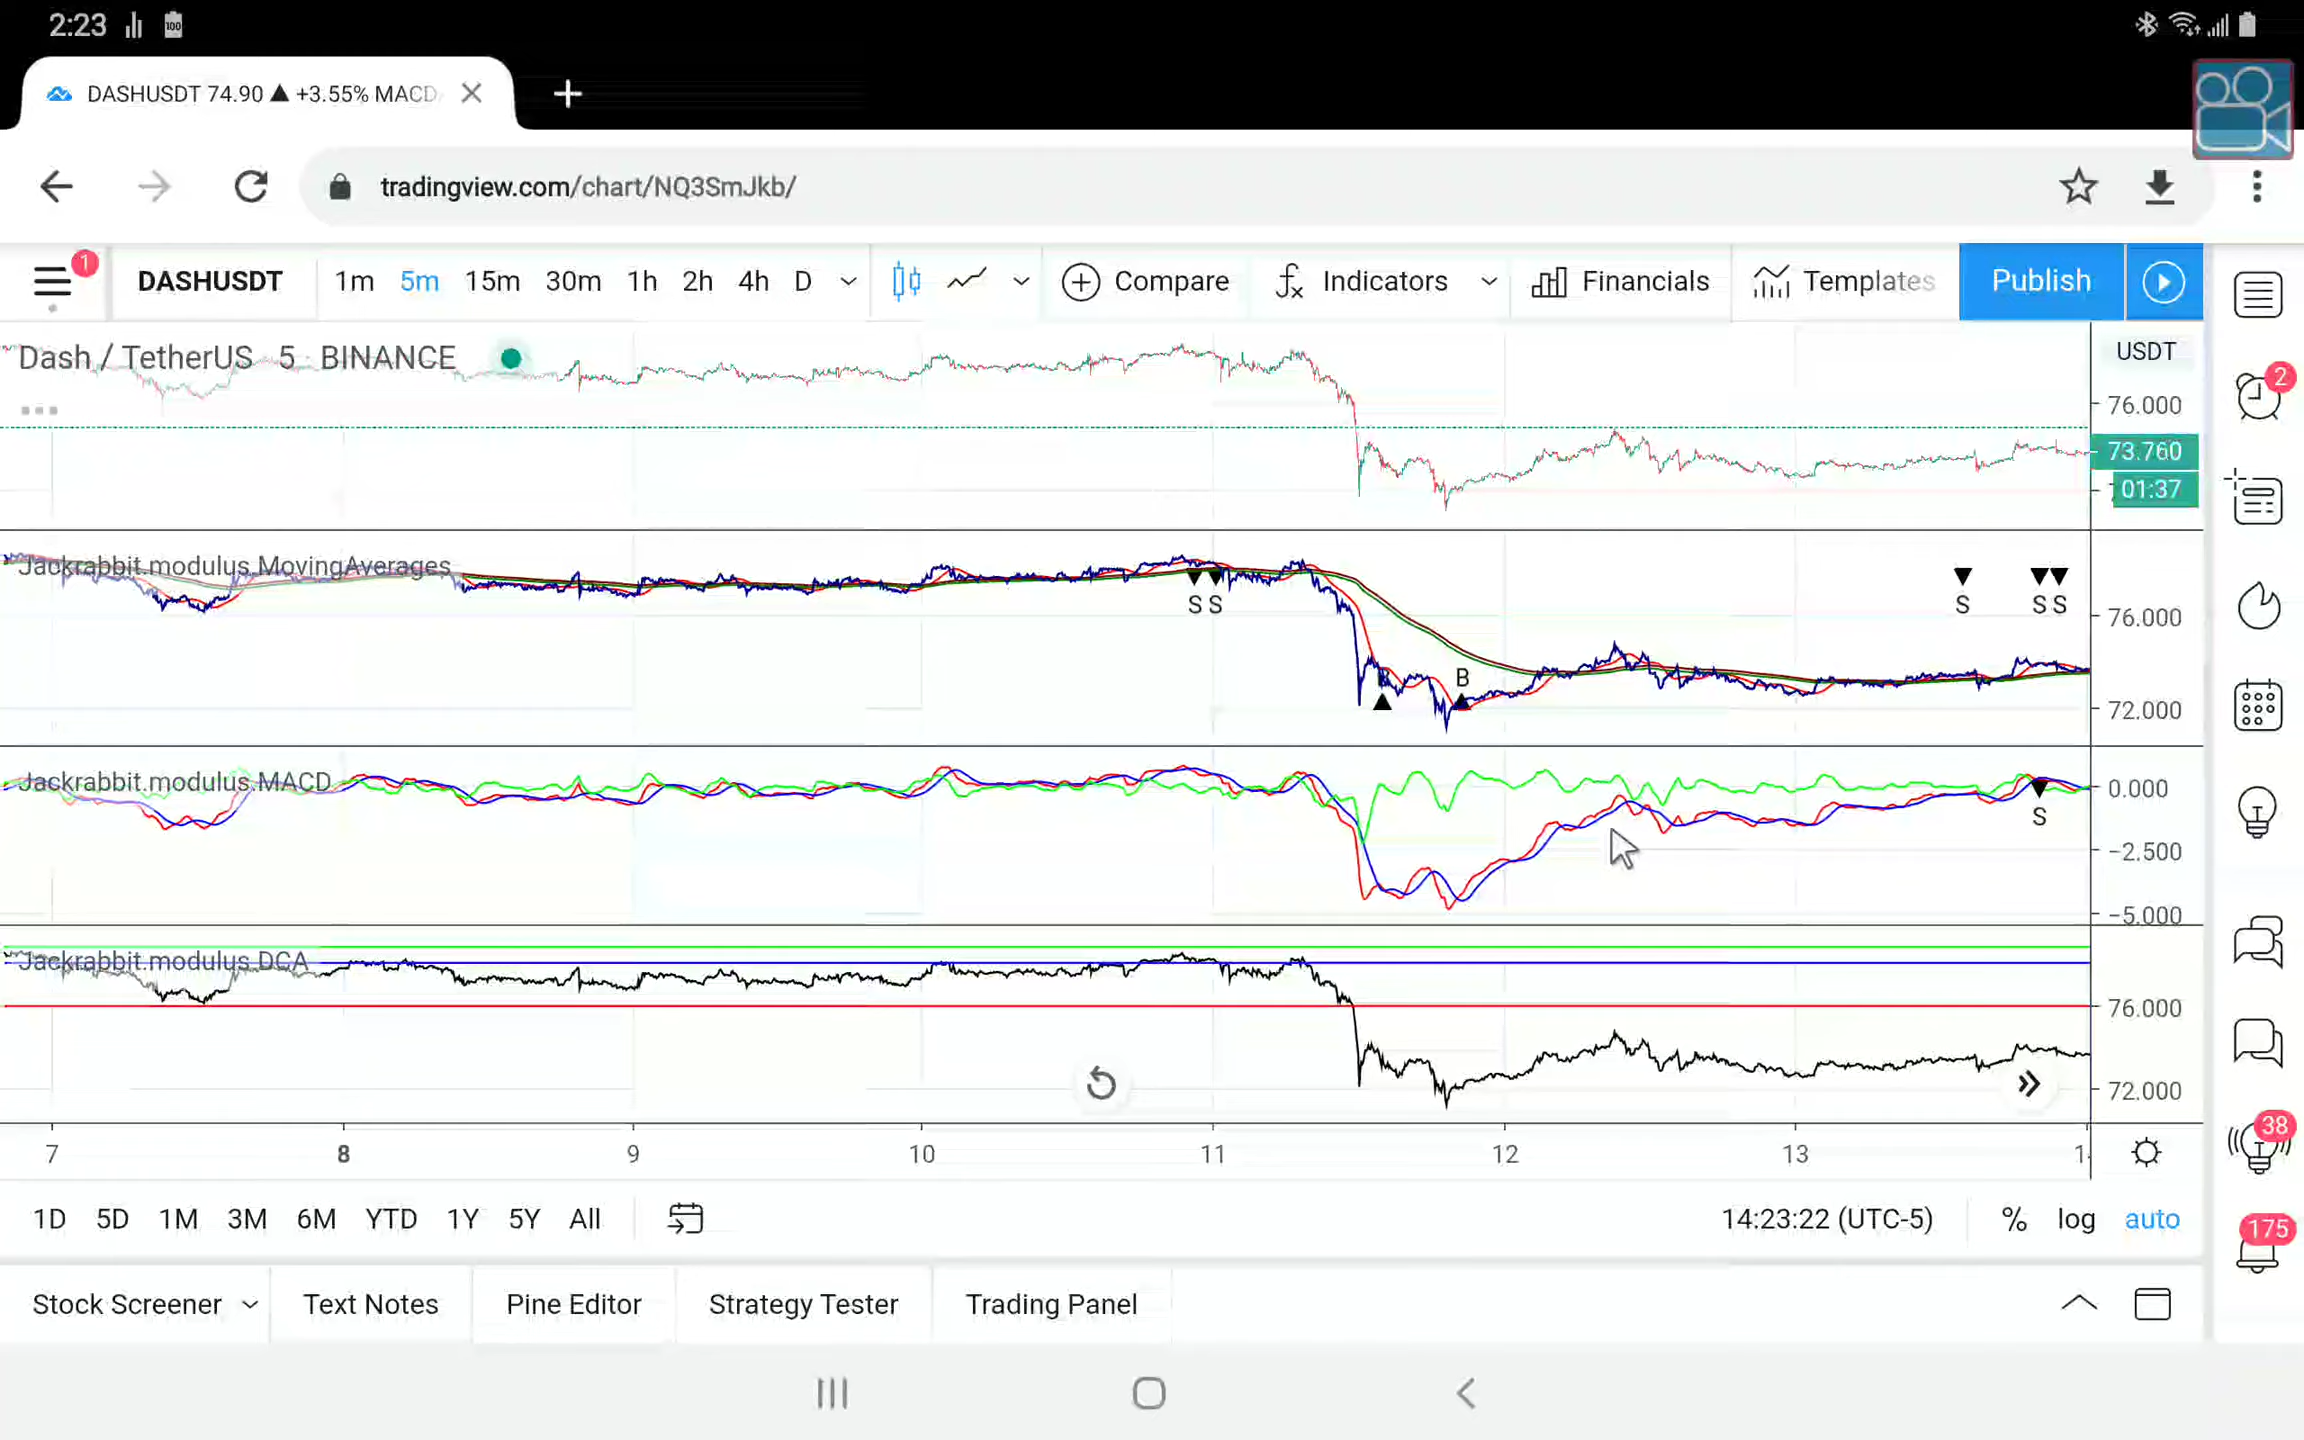 2:23
100
DASHUSDT 74.90 ▲ +3.55% MACD
tradingview.com/chart/NQ3SmJkb/
1
DASHUSDT
1m 5m 15m 30m 1h 2h 4h D
Compare
Indicators
Financials
Templates
Publish
Dash / TetherUS 5 BINANCE
USDT
76.000
73.760
01:37
2
Jackrabbit.modulus.MovingAverages
S S
S
S S
B
76.000
72.000
Jackrabbit.modulus.MACD
S
0.000
−2.500
−5.000
Jackrabbit.modulus.DCA
76.000
72.000
7 8 9 10 11 12 13
38
1D 5D 1M 3M 6M YTD 1Y 5Y All
14:23:22 (UTC-5)
% log auto
175
Stock Screener
Text Notes
Pine Editor
Strategy Tester
Trading Panel